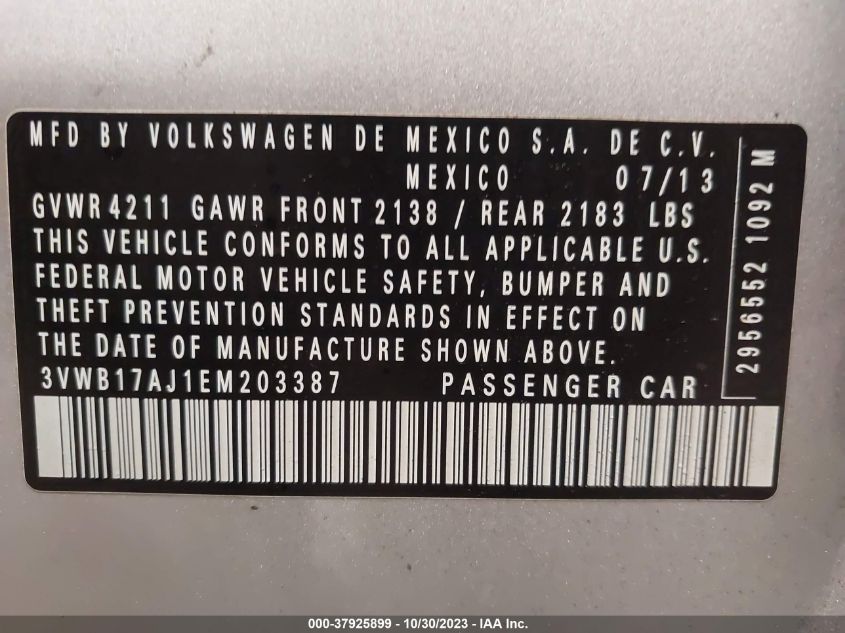 MFD BY VOLKSWAGEN DE MEXICO S.A. DE C.V.
MEXICO 07/13
GVWR 4211 GAWR FRONT 2138 / REAR 2183 LBS
THIS VEHICLE CONFORMS TO ALL APPLICABLE U.S.
FEDERAL MOTOR VEHICLE SAFETY, BUMPER AND
THEFT PREVENTION STANDARDS IN EFFECT ON
THE DATE OF MANUFACTURE SHOWN ABOVE.
3VWB17AJ1EM203387 PASSENGER CAR
2956552 1092 M
000-37925899 - 10/30/2023 - IAA Inc.